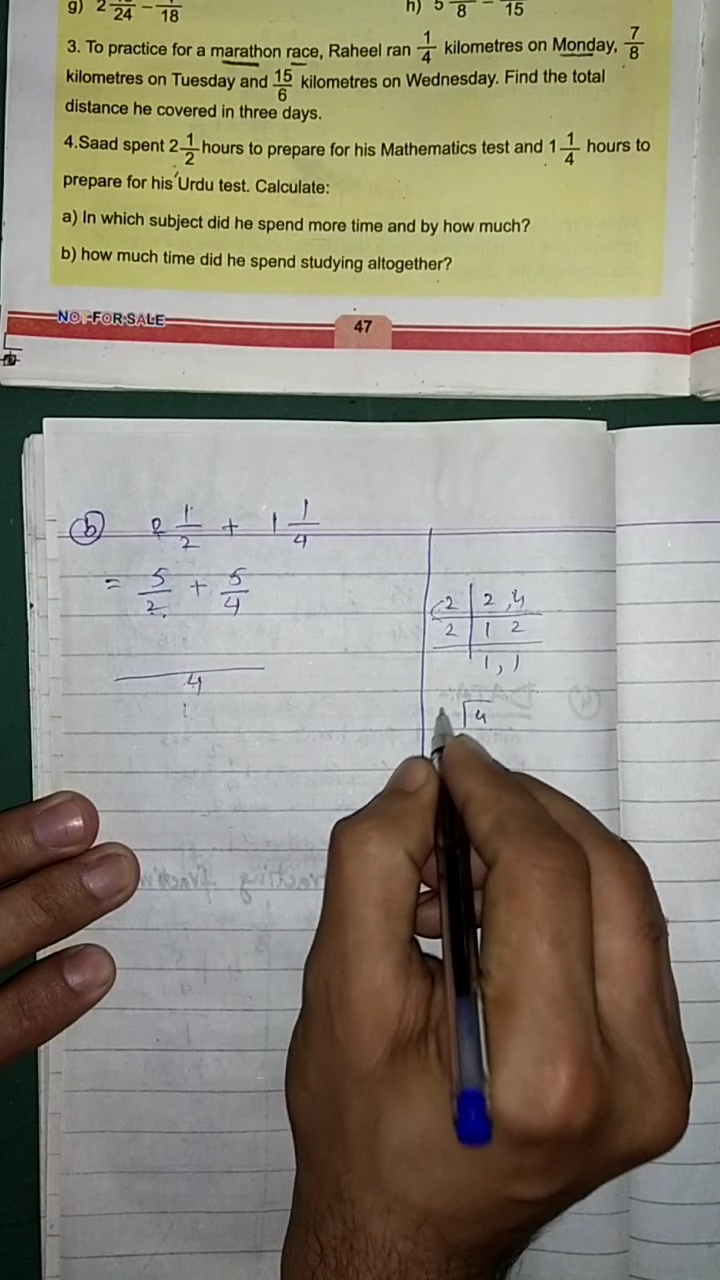 g) 2 /24 - /18 h) 5 /8 - /15
3. To practice for a marathon race, Raheel ran 1/4 kilometres on Monday, 7/8
kilometres on Tuesday and 15/6 kilometres on Wednesday. Find the total
distance he covered in three days.
4.Saad spent 2 1/2 hours to prepare for his Mathematics test and 1 1/4 hours to
prepare for his Urdu test. Calculate:
a) In which subject did he spend more time and by how much?
b) how much time did he spend studying altogether?
NOT FOR SALE
47
b 2 1/2 + 1 1/4
= 5/2 + 5/4
4
2 | 2, 4
2 | 1 2
1, 1
4